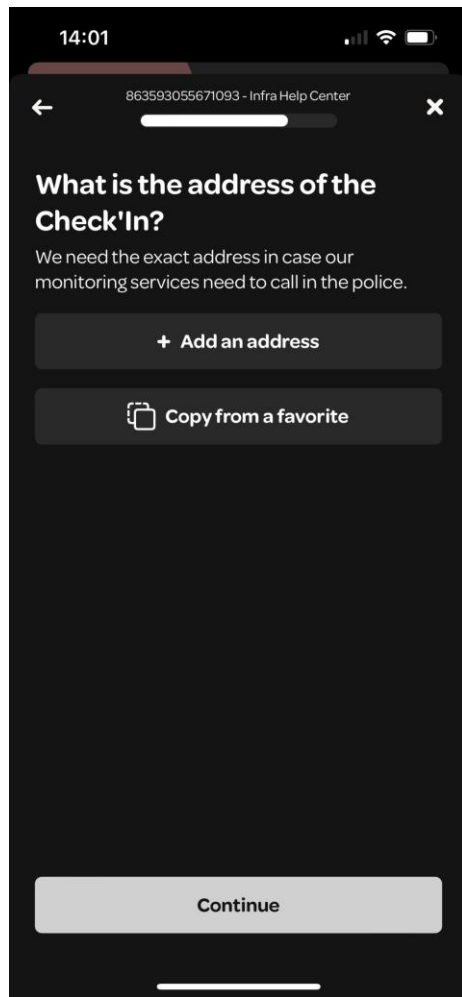 14:01
863593055671093 - Infra Help Center
What is the address of the
Check'In?
We need the exact address in case our
monitoring services need to call in the police.
+ Add an address
Copy from a favorite
Continue